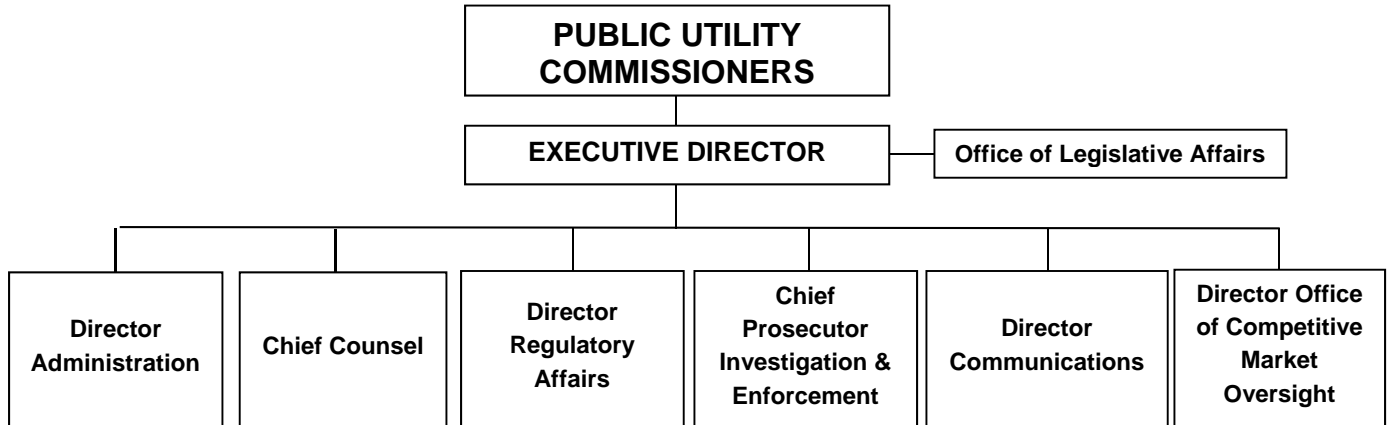 PUBLIC UTILITY
COMMISSIONERS
EXECUTIVE DIRECTOR
Office of Legislative Affairs
Director
Administration
Chief Counsel
Director
Regulatory
Affairs
Chief
Prosecutor
Investigation &
Enforcement
Director
Communications
Director Office
of Competitive
Market
Oversight